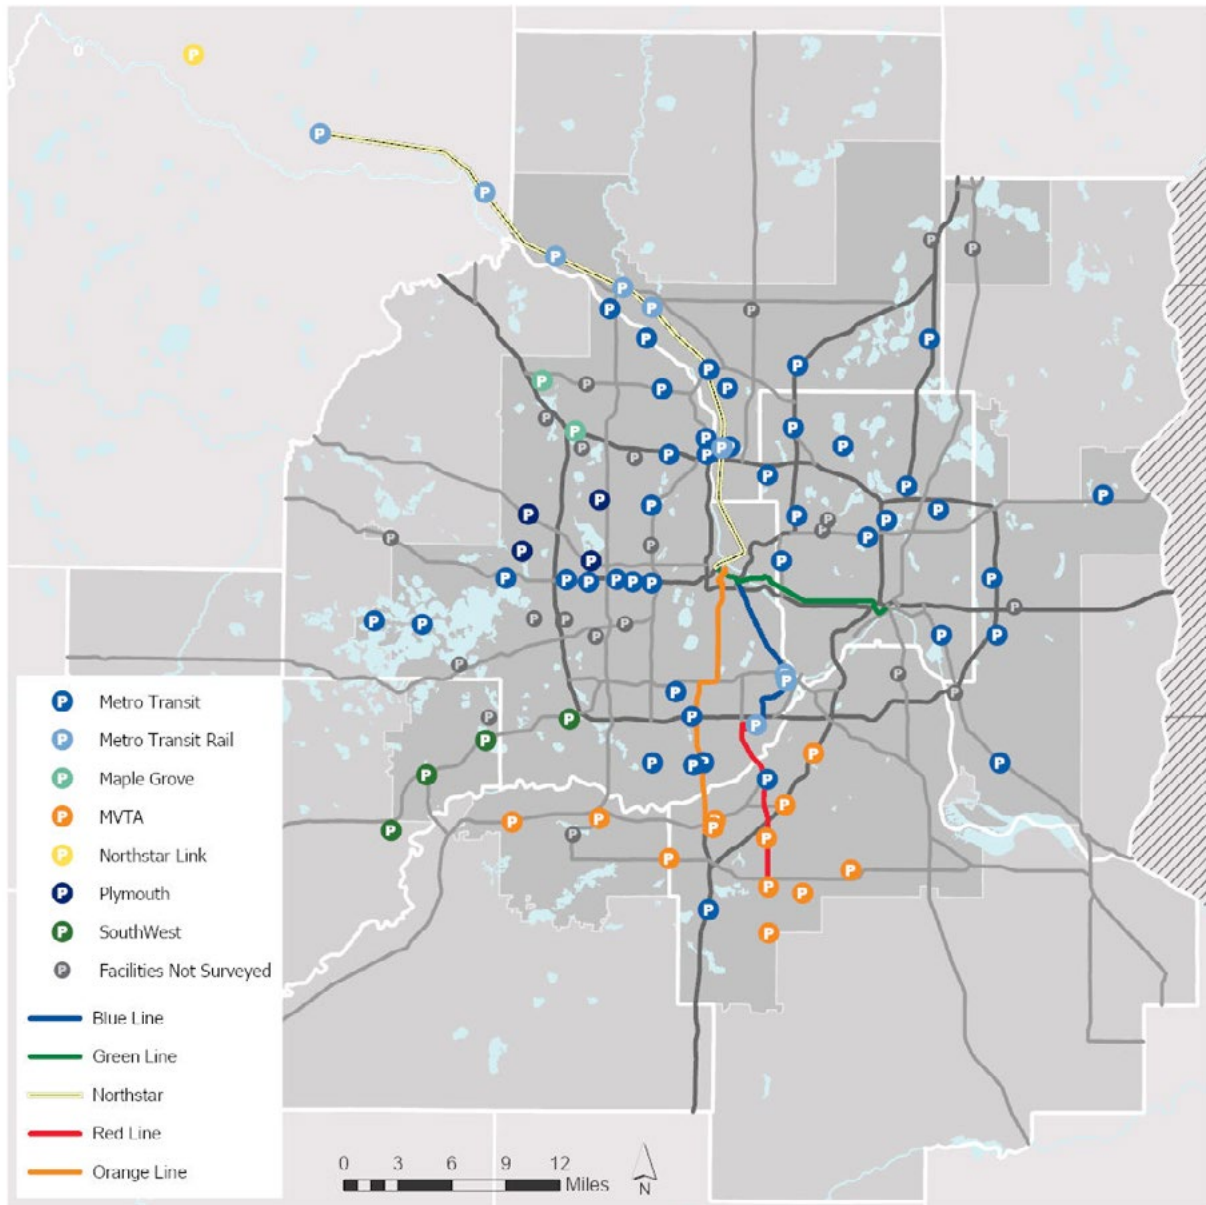 0
Metro Transit
Metro Transit Rail
Maple Grove
MVTA
Northstar Link
Plymouth
SouthWest
Facilities Not Surveyed
Blue Line
Green Line
Northstar
Red Line
Orange Line
0 3 6 9 12
Miles
N